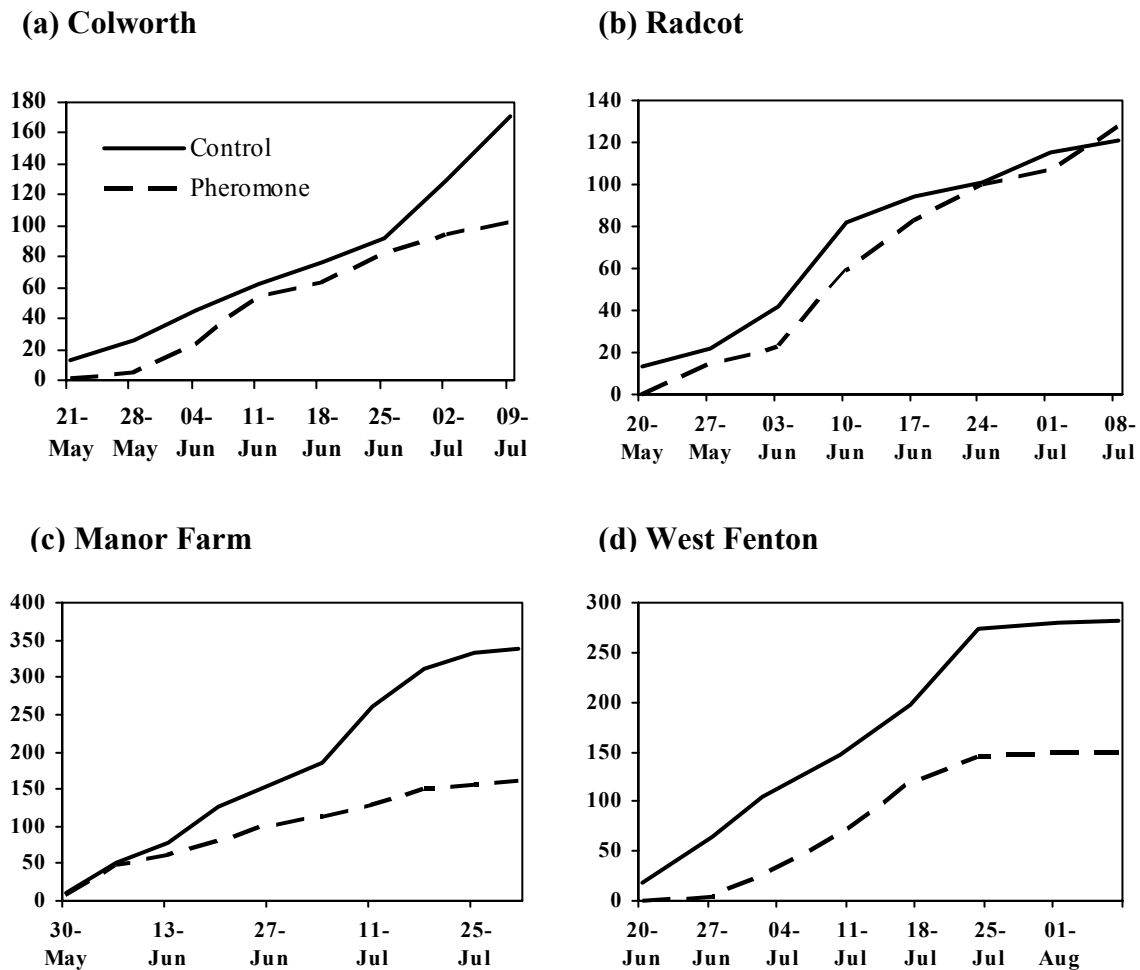 (a) Colworth
180
160
140
120
100
80
60
40
20
0
Control
Pheromone
21- 28- 04- 11- 18- 25- 02- 09-
May May Jun Jun Jun Jun Jul Jul
(b) Radcot
140
120
100
80
60
40
20
0
20- 27- 03- 10- 17- 24- 01- 08-
May May Jun Jun Jun Jun Jul Jul
(c) Manor Farm
400
350
300
250
200
150
100
50
0
30- 13- 27- 11- 25-
May Jun Jun Jul Jul
(d) West Fenton
300
250
200
150
100
50
0
20- 27- 04- 11- 18- 25- 01-
Jun Jun Jul Jul Jul Jul Aug